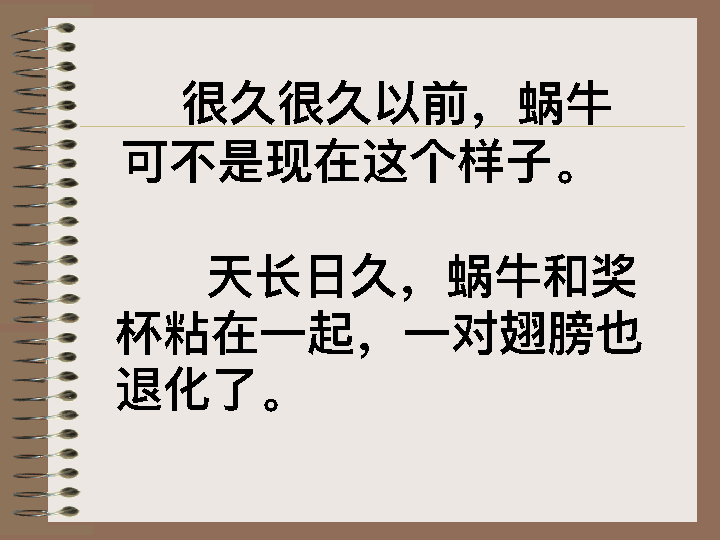 很久很久以前，蜗牛
可不是现在这个样子。
天长日久，蜗牛和奖
杯粘在一起，一对翅膀也
退化了。